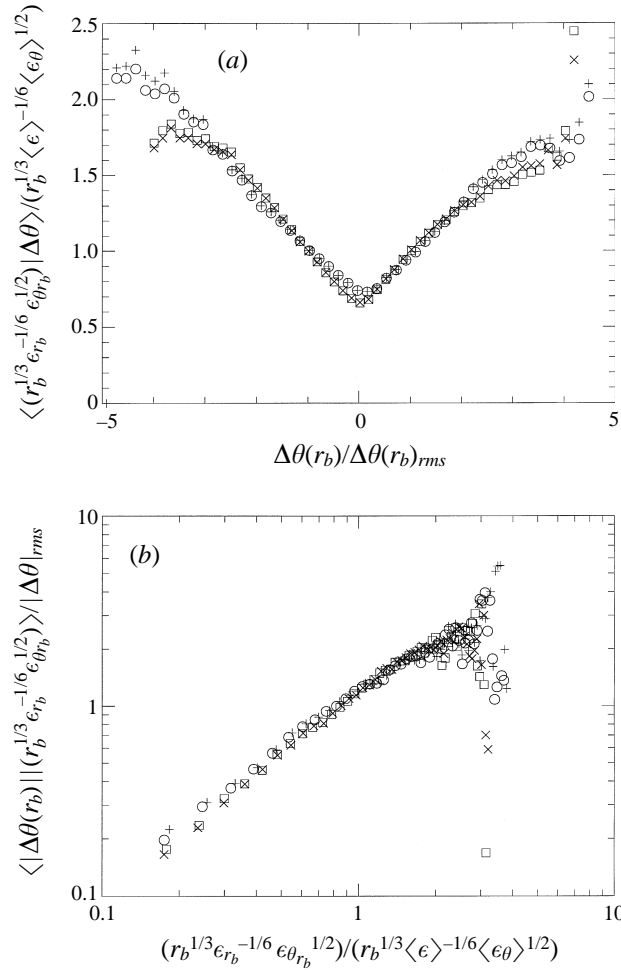 2.5
2.0
1.5
1.0
0.5
0
(a)
⟨(r_b^{1/3} ϵ_{r_b}^{-1/6} ϵ_{θr_b}^{1/2})|Δθ⟩/(r_b^{1/3}⟨ϵ⟩^{-1/6}⟨ϵ_θ⟩^{1/2})
−5 0 5
Δθ(r_b)/Δθ(r_b)_{rms}
10
1
0.1
(b)
⟨|Δθ(r_b)||(r_b^{1/3} ϵ_{r_b}^{-1/6} ϵ_{θr_b}^{1/2})⟩/|Δθ|_{rms}
0.1 1 10
(r_b^{1/3} ϵ_{r_b}^{-1/6} ϵ_{θ_{r_b}}^{1/2})/(r_b^{1/3}⟨ϵ⟩^{-1/6}⟨ϵ_θ⟩^{1/2})